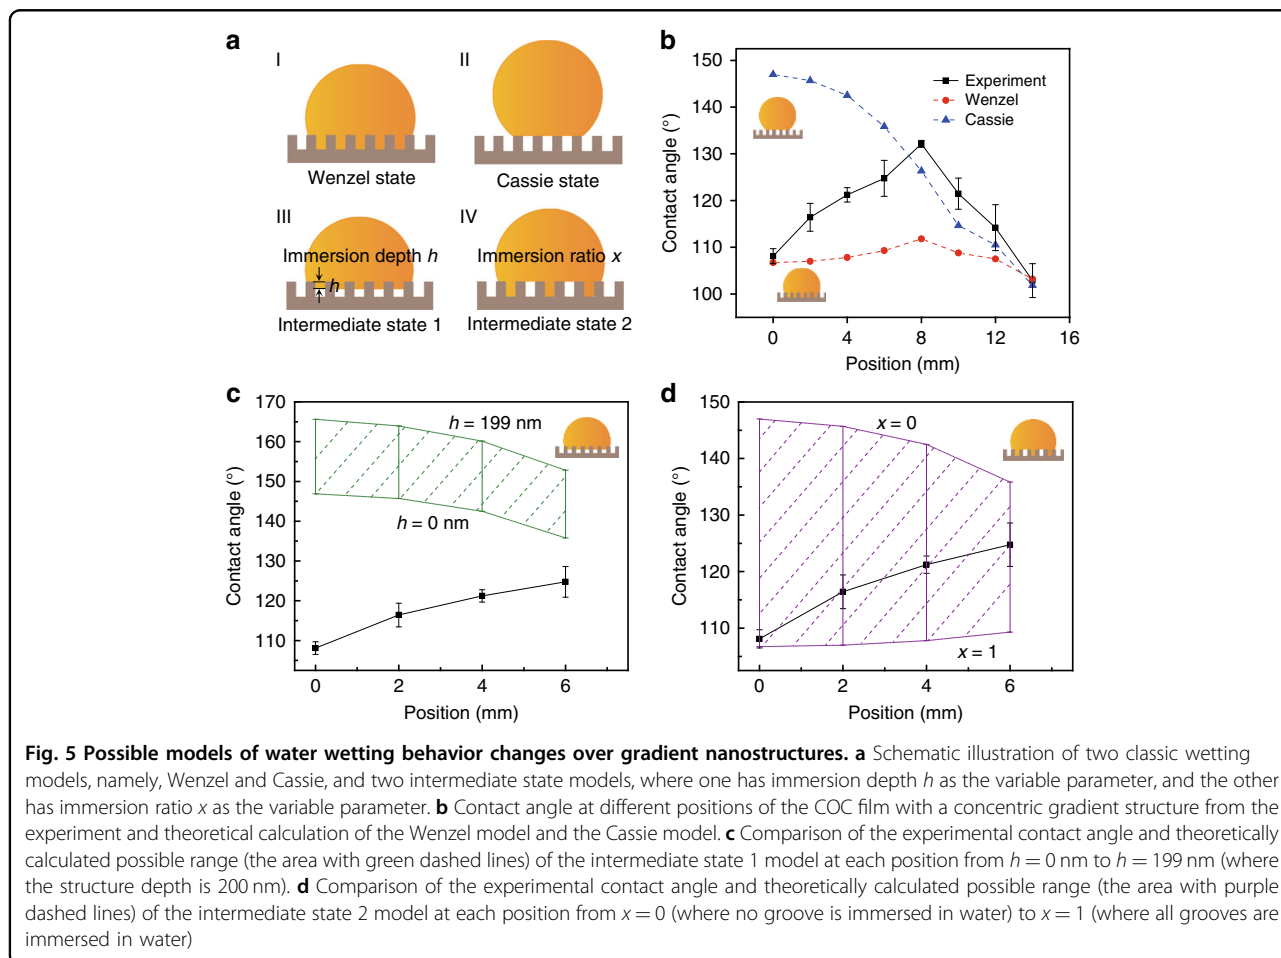 a
I
II
Wenzel state
Cassie state
III
IV
Immersion depth h
Immersion ratio x
h
Intermediate state 1
Intermediate state 2
b
150
140
130
120
110
100
Contact angle (°)
Experiment
Wenzel
Cassie
0
4
8
12
16
Position (mm)
c
170
160
150
140
130
120
110
Contact angle (°)
h = 199 nm
h = 0 nm
0
2
4
6
Position (mm)
d
150
140
130
120
110
Contact angle (°)
x = 0
x = 1
0
2
4
6
Position (mm)
Fig. 5 Possible models of water wetting behavior changes over gradient nanostructures. a Schematic illustration of two classic wetting
models, namely, Wenzel and Cassie, and two intermediate state models, where one has immersion depth h as the variable parameter, and the other
has immersion ratio x as the variable parameter. b Contact angle at different positions of the COC film with a concentric gradient structure from the
experiment and theoretical calculation of the Wenzel model and the Cassie model. c Comparison of the experimental contact angle and theoretically
calculated possible range (the area with green dashed lines) of the intermediate state 1 model at each position from h = 0 nm to h = 199 nm (where
the structure depth is 200 nm). d Comparison of the experimental contact angle and theoretically calculated possible range (the area with purple
dashed lines) of the intermediate state 2 model at each position from x = 0 (where no groove is immersed in water) to x = 1 (where all grooves are
immersed in water)